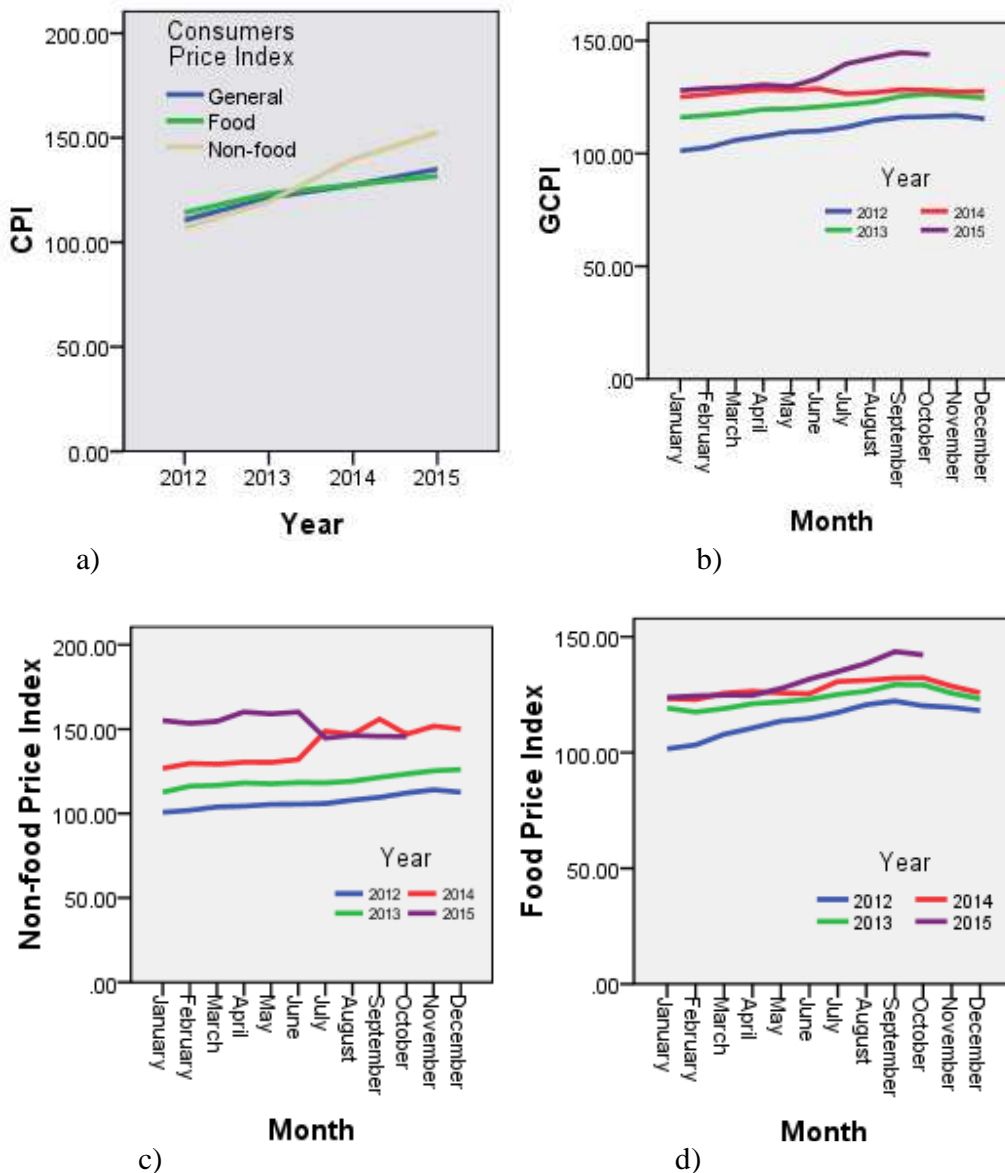 Consumers
Price Index
General
Food
Non-food
200.00
150.00
100.00
50.00
0.00
CPI
2012
2013
2014
2015
Year
a)
150.00
100.00
50.00
.00
GCPI
Year
2012
2014
2013
2015
January
February
March
April
May
June
July
August
September
October
November
December
Month
b)
200.00
150.00
100.00
50.00
.00
Non-food Price Index
Year
2012
2014
2013
2015
January
February
March
April
May
June
July
August
September
October
November
December
Month
c)
150.00
100.00
50.00
.00
Food Price Index
Year
2012
2014
2013
2015
January
February
March
April
May
June
July
August
September
October
November
December
Month
d)